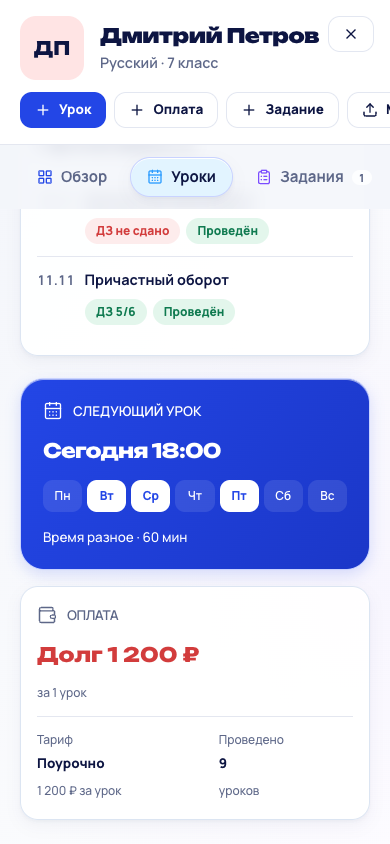 ДП
Дмитрий Петров
Русский · 7 класс
Урок
Оплата
Задание
Обзор
Уроки
Задания 1
ДЗ не сдано Проведён
11.11 Причастный оборот
ДЗ 5/6 Проведён
СЛЕДУЮЩИЙ УРОК
Сегодня 18:00
Пн Вт Ср Чт Пт Сб Вс
Время разное · 60 мин
ОПЛАТА
Долг 1 200 ₽
за 1 урок
Тариф Проведено
Поурочно 9
1 200 ₽ за урок уроков